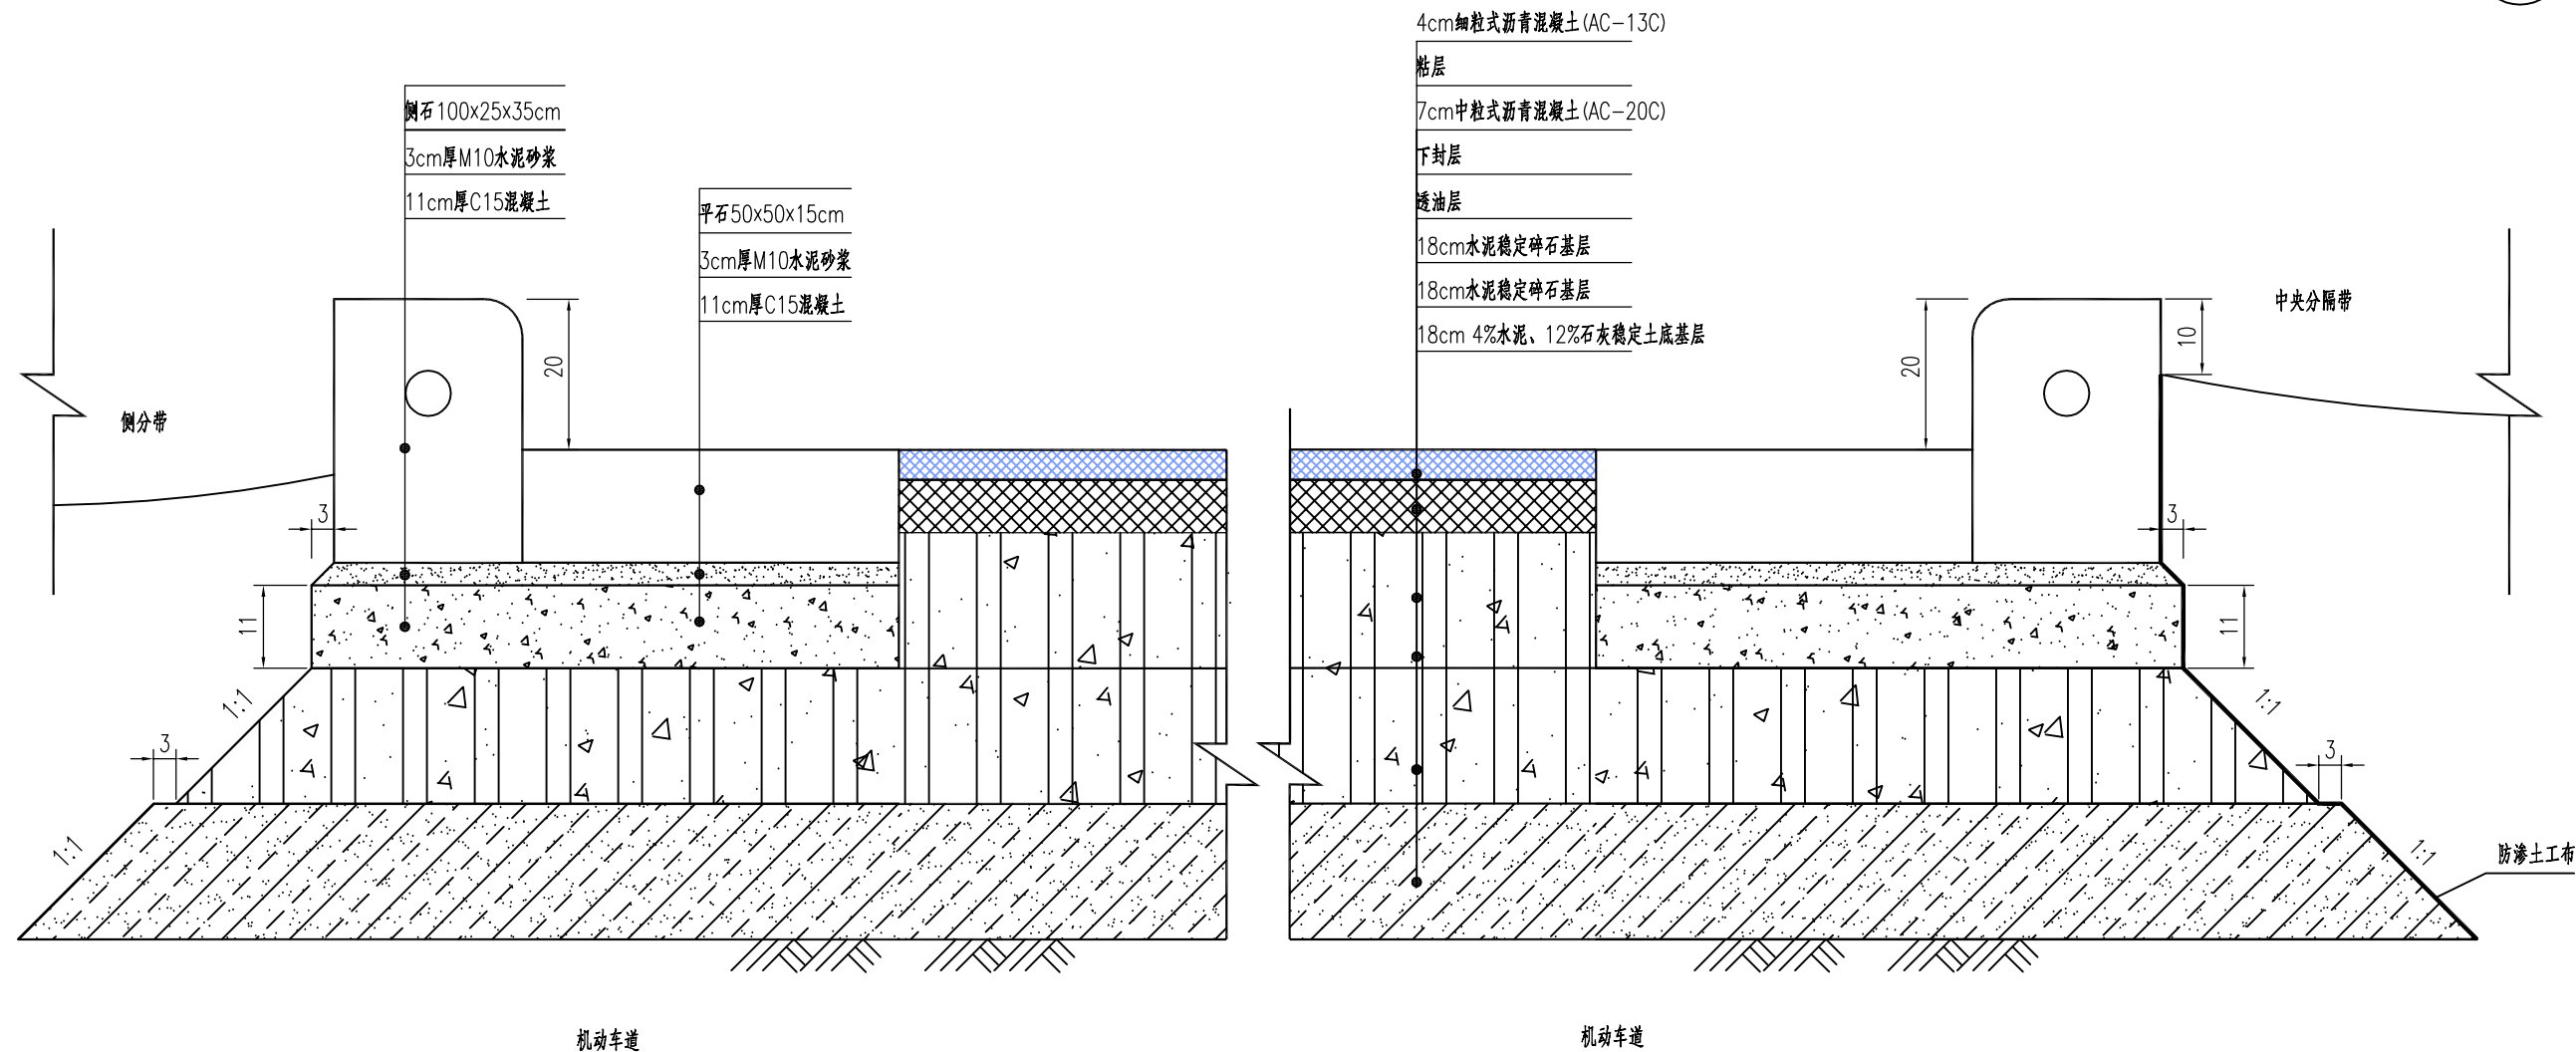 4cm细粒式沥青混凝土(AC-13C)
粘层
7cm中粒式沥青混凝土(AC-20C)
下封层
透油层
18cm水泥稳定碎石基层
18cm水泥稳定碎石基层
18cm 4%水泥、12%石灰稳定土底基层
侧石100x25x35cm
3cm厚M10水泥砂浆
11cm厚C15混凝土
平石50x50x15cm
3cm厚M10水泥砂浆
11cm厚C15混凝土
中央分隔带
20
20
10
侧分带
3
3
11
11
1:1
1:1
3
3
1:1
1:1
防渗土工布
机动车道
机动车道